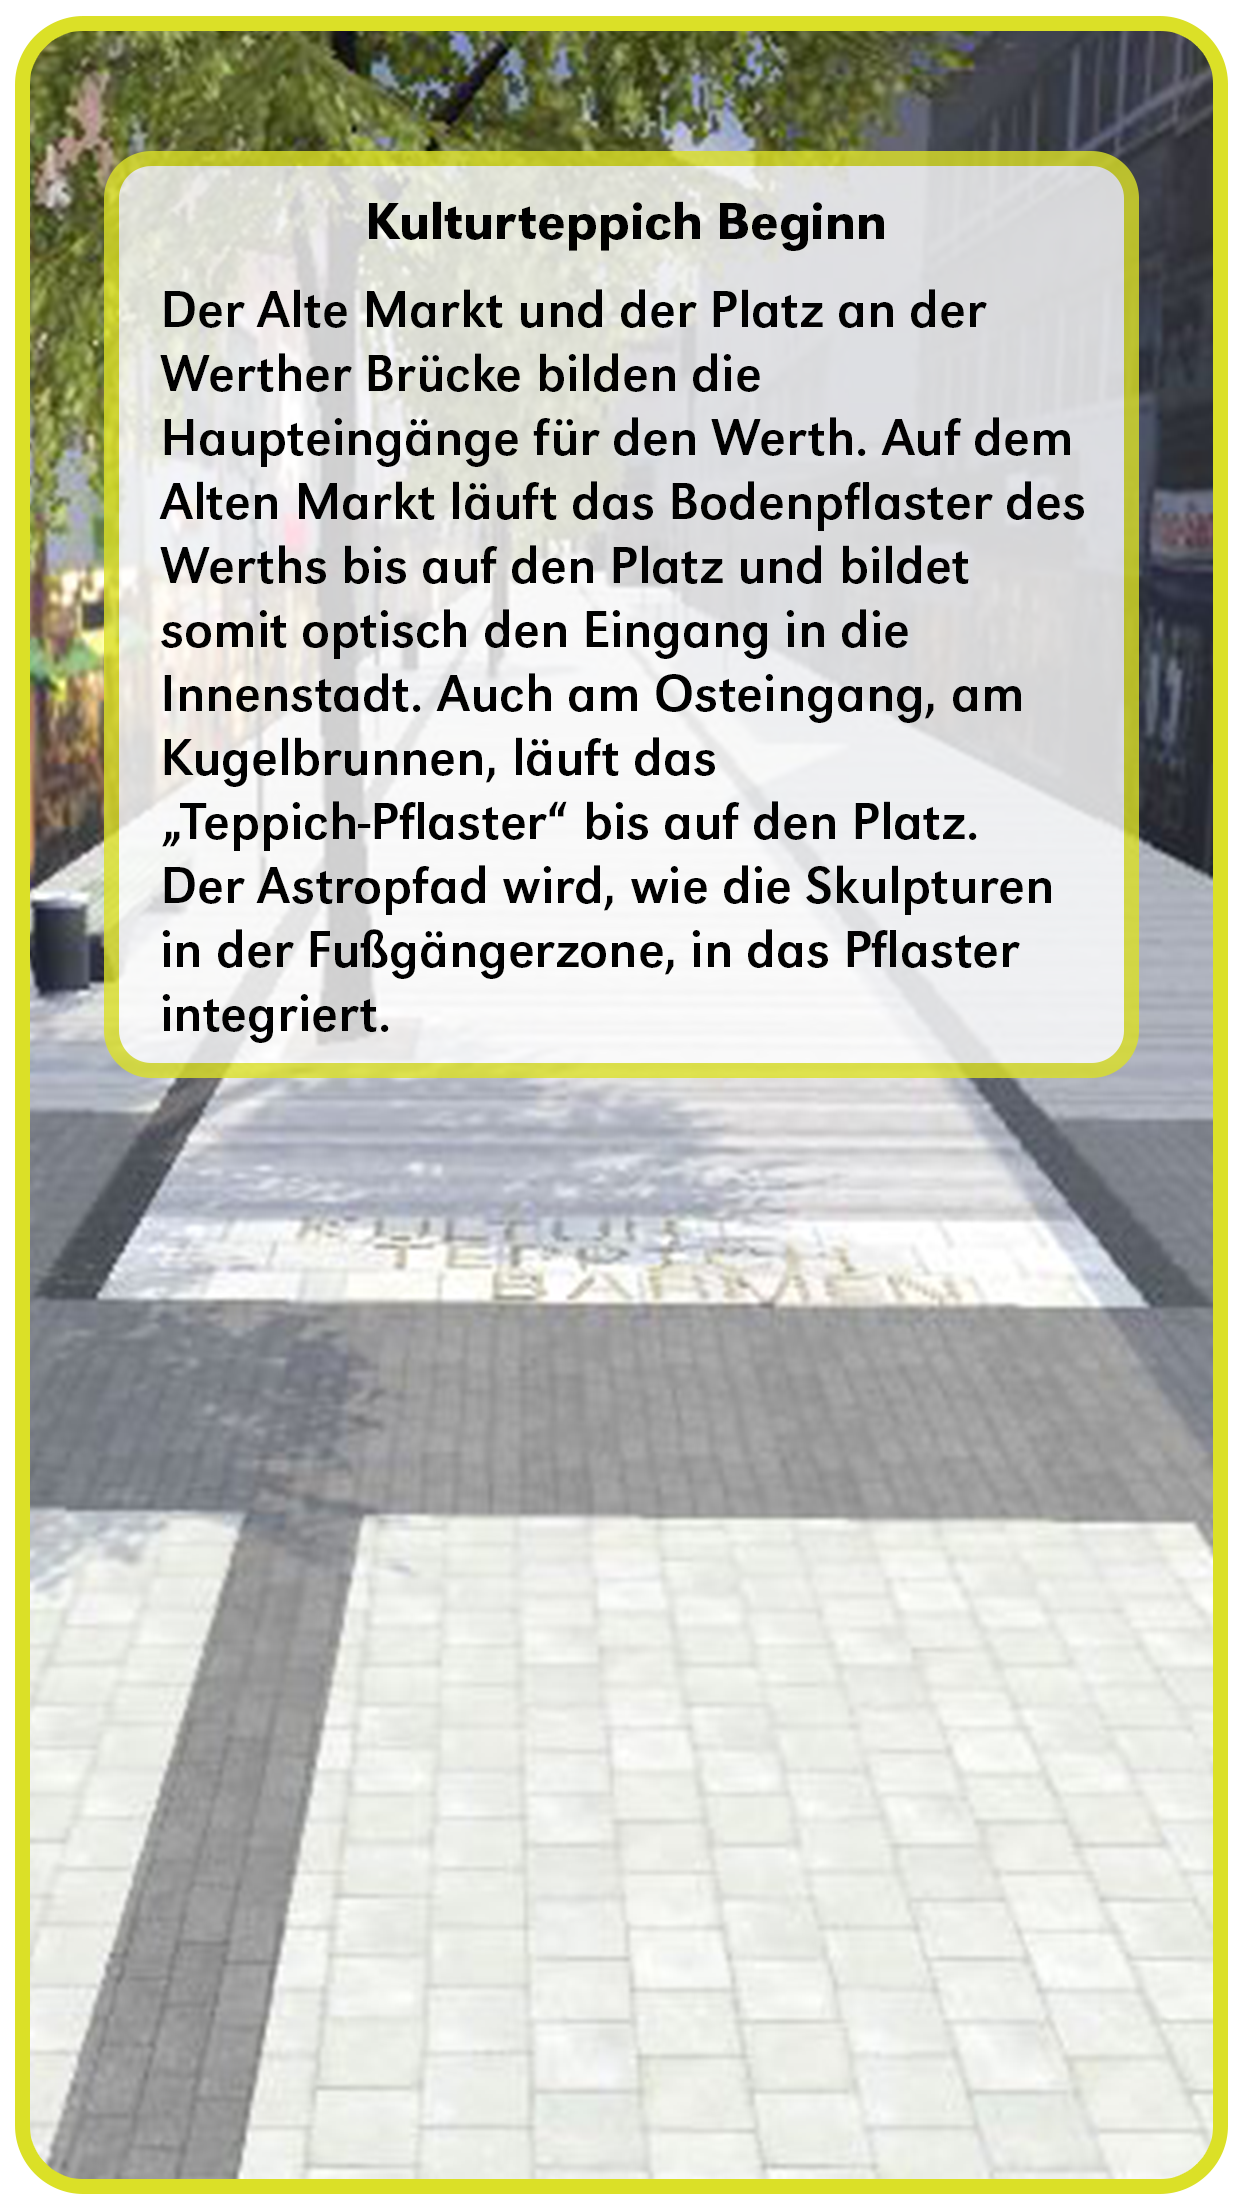 Kulturteppich Beginn
Der Alte Markt und der Platz an der
Werther Brücke bilden die
Haupteingänge für den Werth. Auf dem
Alten Markt läuft das Bodenpflaster des
Werths bis auf den Platz und bildet
somit optisch den Eingang in die
Innenstadt. Auch am Osteingang, am
Kugelbrunnen, läuft das
„Teppich-Pflaster“ bis auf den Platz.
Der Astropfad wird, wie die Skulpturen
in der Fußgängerzone, in das Pflaster
integriert.
KULTUR
TEPPICH
BARMEN